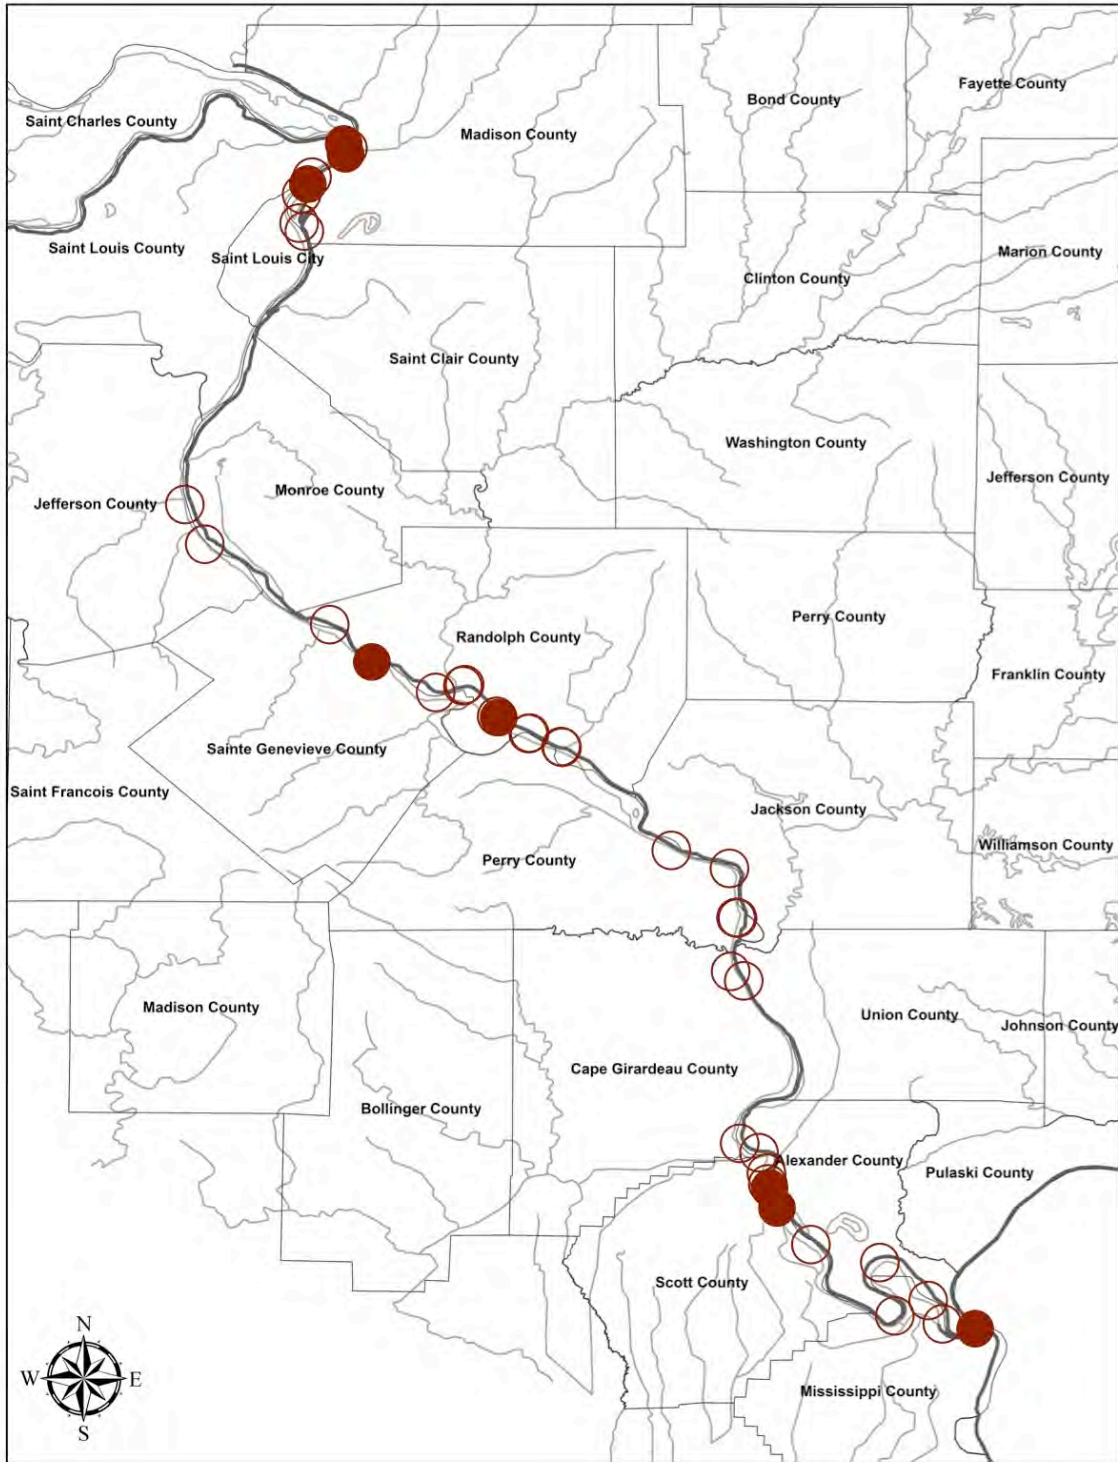 Fayette County
Bond County
Saint Charles County
Madison County
Saint Louis County
Saint Louis City
Marion County
Clinton County
Saint Clair County
Washington County
Jefferson County
Monroe County
Jefferson County
Perry County
Randolph County
Franklin County
Sainte Genevieve County
Saint Francois County
Jackson County
Williamson County
Perry County
Madison County
Union County
Johnson County
Cape Girardeau County
Bollinger County
Alexander County
Pulaski County
Scott County
Mississippi County
N
W E
S